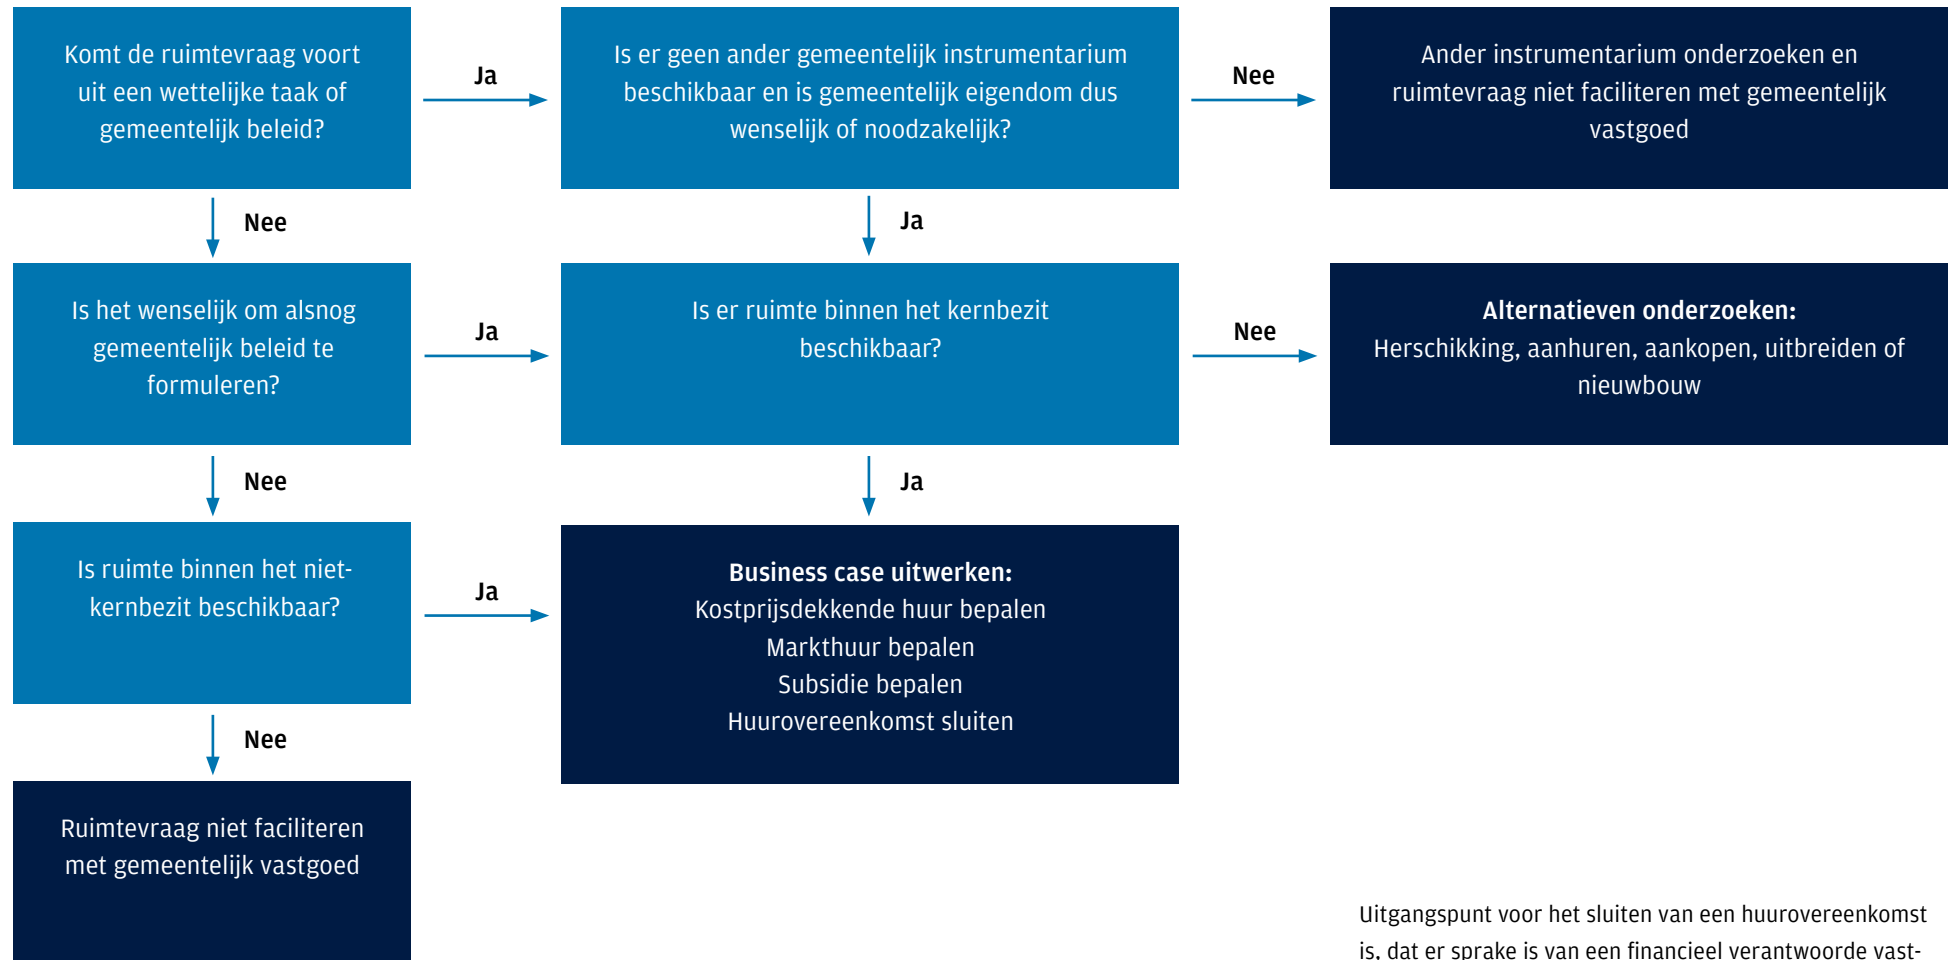 Komt de ruimtevraag voort
uit een wettelijke taak of
gemeentelijk beleid?
Ja
Is er geen ander gemeentelijk instrumentarium
beschikbaar en is gemeentelijk eigendom dus
wenselijk of noodzakelijk?
Nee
Ander instrumentarium onderzoeken en
ruimtevraag niet faciliteren met gemeentelijk
vastgoed
Nee
Ja
Is het wenselijk om alsnog
gemeentelijk beleid te
formuleren?
Ja
Is er ruimte binnen het kernbezit
beschikbaar?
Nee
Alternatieven onderzoeken:
Herschikking, aanhuren, aankopen, uitbreiden of
nieuwbouw
Nee
Ja
Is ruimte binnen het niet-
kernbezit beschikbaar?
Ja
Business case uitwerken:
Kostprijsdekkende huur bepalen
Markthuur bepalen
Subsidie bepalen
Huurovereenkomst sluiten
Nee
Ruimtevraag niet faciliteren
met gemeentelijk vastgoed
Uitgangspunt voor het sluiten van een huurovereenkomst
is, dat er sprake is van een financieel verantwoorde vast-